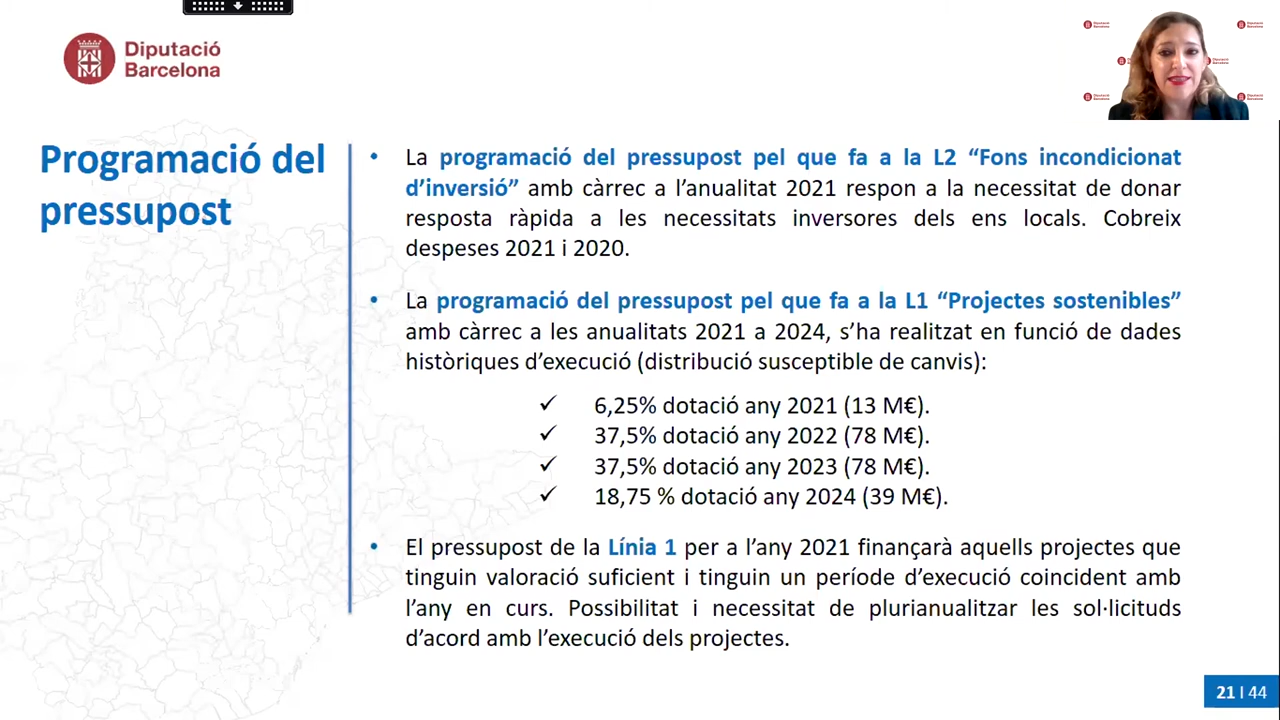 Diputació
Barcelona
Programació del
pressupost
• La programació del pressupost pel que fa a la L2 “Fons incondicionat
d’inversió” amb càrrec a l’anualitat 2021 respon a la necessitat de donar
resposta ràpida a les necessitats inversores dels ens locals. Cobreix
despeses 2021 i 2020.
• La programació del pressupost pel que fa a la L1 “Projectes sostenibles”
amb càrrec a les anualitats 2021 a 2024, s’ha realitzat en funció de dades
històriques d’execució (distribució susceptible de canvis):
✓ 6,25% dotació any 2021 (13 M€).
✓ 37,5% dotació any 2022 (78 M€).
✓ 37,5% dotació any 2023 (78 M€).
✓ 18,75 % dotació any 2024 (39 M€).
• El pressupost de la Línia 1 per a l’any 2021 finançarà aquells projectes que
tinguin valoració suficient i tinguin un període d’execució coincident amb
l’any en curs. Possibilitat i necessitat de plurianualitzar les sol·licituds
d’acord amb l’execució dels projectes.
21 I 44